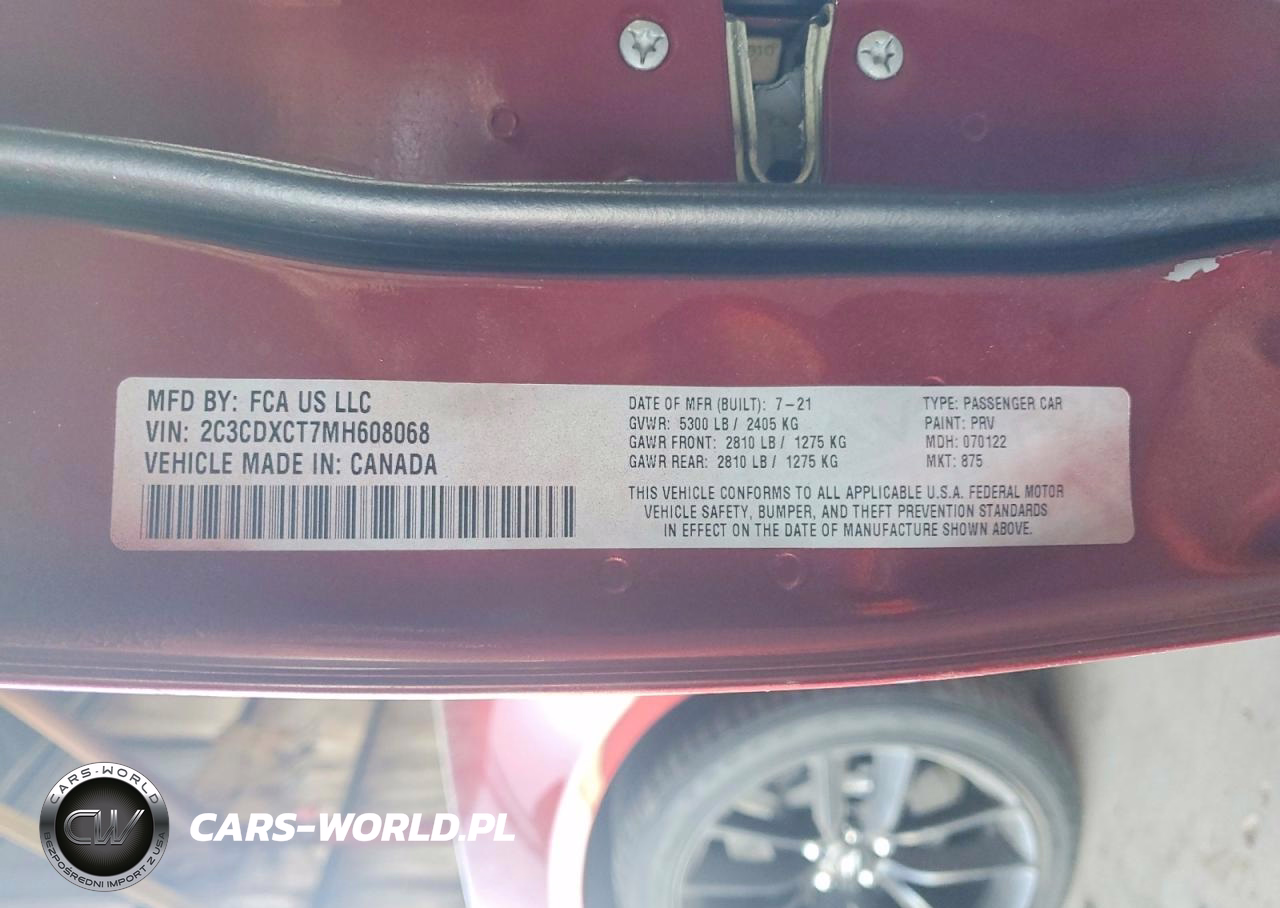 MFD BY: FCA US LLC
VIN: 2C3CDXCT7MH608068
VEHICLE MADE IN: CANADA
DATE OF MFR (BUILT): 7-21
GVWR: 5300 LB / 2405 KG
GAWR FRONT: 2810 LB / 1275 KG
GAWR REAR: 2810 LB / 1275 KG
TYPE: PASSENGER CAR
PAINT: PRV
MDH: 070122
MKT: 875
THIS VEHICLE CONFORMS TO ALL APPLICABLE U.S.A. FEDERAL MOTOR
VEHICLE SAFETY, BUMPER, AND THEFT PREVENTION STANDARDS
IN EFFECT ON THE DATE OF MANUFACTURE SHOWN ABOVE.
CARS-WORLD
CW
BEZPOŚREDNI IMPORT Z USA
CARS-WORLD.PL